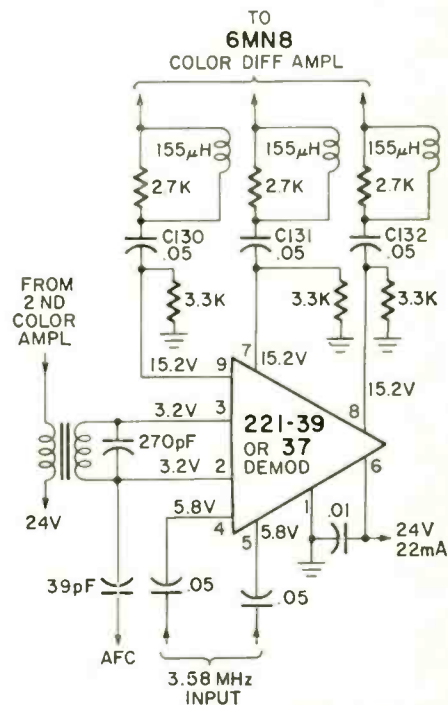 TO
6MN8
COLOR DIFF AMPL
155μH 155μH 155μH
2.7K 2.7K 2.7K
C130 C131 C132
.05 .05 .05
FROM
2 ND
COLOR
AMPL
3.3K 3.3K 3.3K
15.2V 9 7 15.2V
15.2V
8
3.2V 3
221-39
OR 37
DEMOD
270pF
3.2V 2
6
5.8V
4 5 5.8V 1
.01
24V
24V
22mA
39pF
.05 .05
AFC
3.58 MHz
INPUT